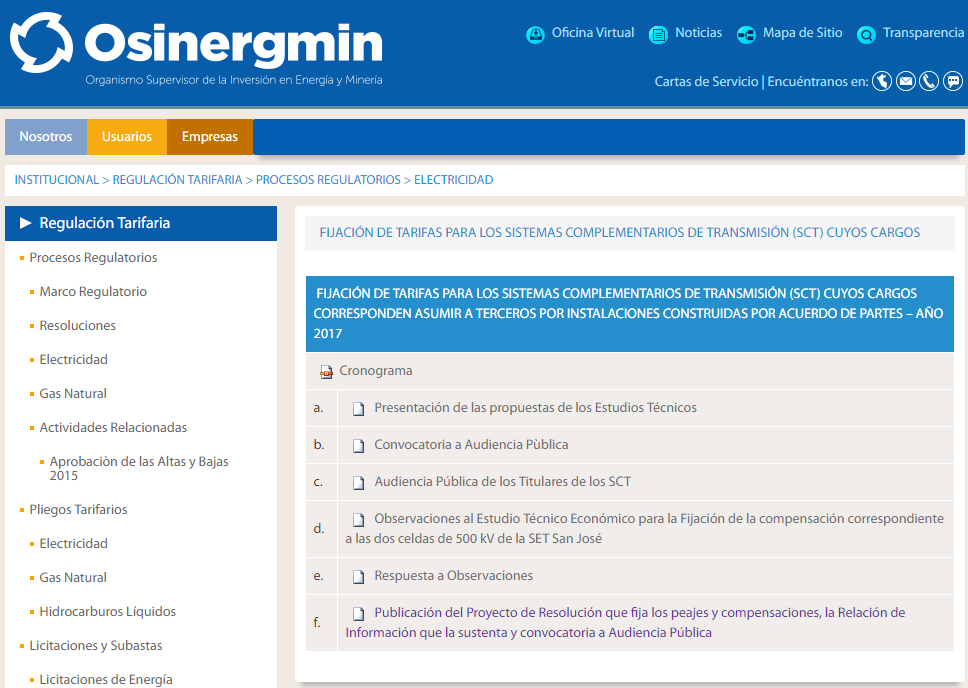 Osinergmin
Organismo Supervisor de la Inversión en Energía y Minería
Oficina Virtual
Noticias
Mapa de Sitio
Transparencia
Cartas de Servicio | Encuéntranos en:
Nosotros
Usuarios
Empresas
INSTITUCIONAL > REGULACIÓN TARIFARIA > PROCESOS REGULATORIOS > ELECTRICIDAD
Regulación Tarifaria
Procesos Regulatorios
Marco Regulatorio
Resoluciones
Electricidad
Gas Natural
Actividades Relacionadas
Aprobaciòn de las Altas y Bajas
2015
Pliegos Tarifarios
Electricidad
Gas Natural
Hidrocarburos Líquidos
Licitaciones y Subastas
Licitaciones de Energía
FIJACIÓN DE TARIFAS PARA LOS SISTEMAS COMPLEMENTARIOS DE TRANSMISIÓN (SCT) CUYOS CARGOS
FIJACIÓN DE TARIFAS PARA LOS SISTEMAS COMPLEMENTARIOS DE TRANSMISIÓN (SCT) CUYOS CARGOS
CORRESPONDEN ASUMIR A TERCEROS POR INSTALACIONES CONSTRUIDAS POR ACUERDO DE PARTES – AÑO
2017
Cronograma
a. Presentación de las propuestas de los Estudios Técnicos
b. Convocatoria a Audiencia Pùblica
c. Audiencia Pública de los Titulares de los SCT
d. Observaciones al Estudio Técnico Económico para la Fijación de la compensación correspondiente
a las dos celdas de 500 kV de la SET San José
e. Respuesta a Observaciones
f. Publicación del Proyecto de Resolución que fija los peajes y compensaciones, la Relación de
Información que la sustenta y convocatoria a Audiencia Pública